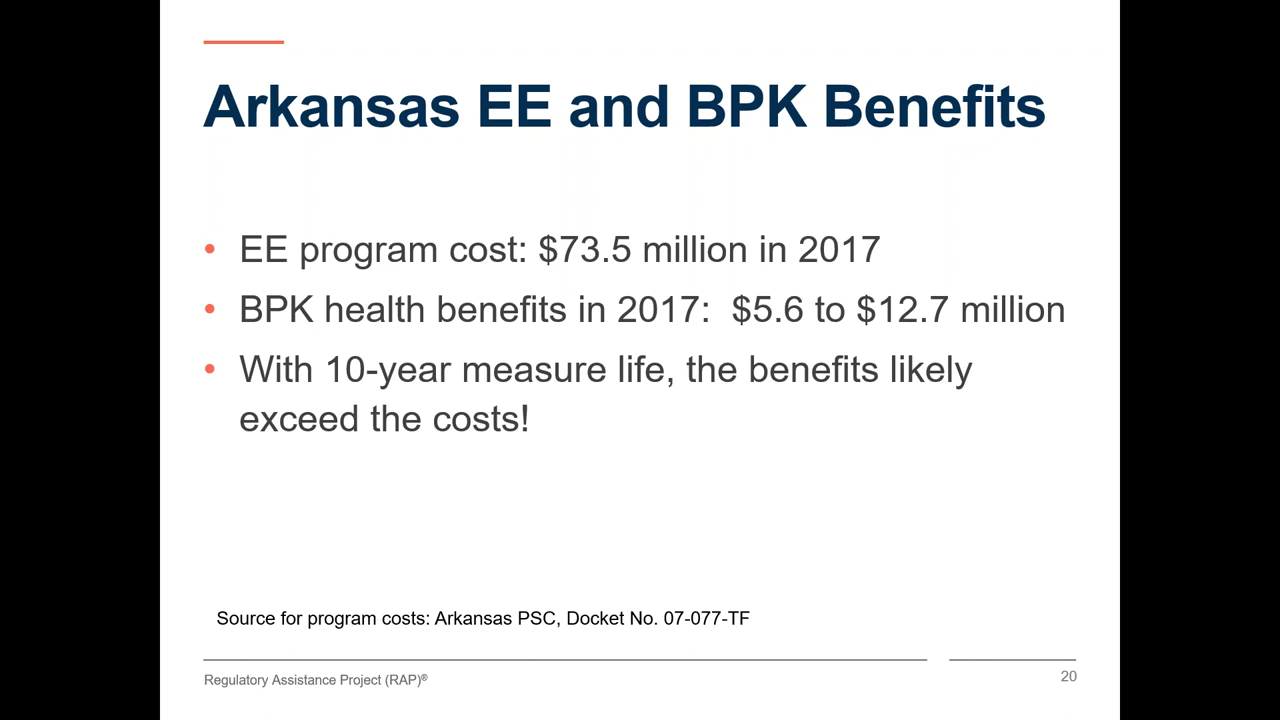 Arkansas EE and BPK Benefits
• EE program cost: $73.5 million in 2017
• BPK health benefits in 2017:  $5.6 to $12.7 million
• With 10-year measure life, the benefits likely
exceed the costs!
Source for program costs: Arkansas PSC, Docket No. 07-077-TF
Regulatory Assistance Project (RAP)®
20